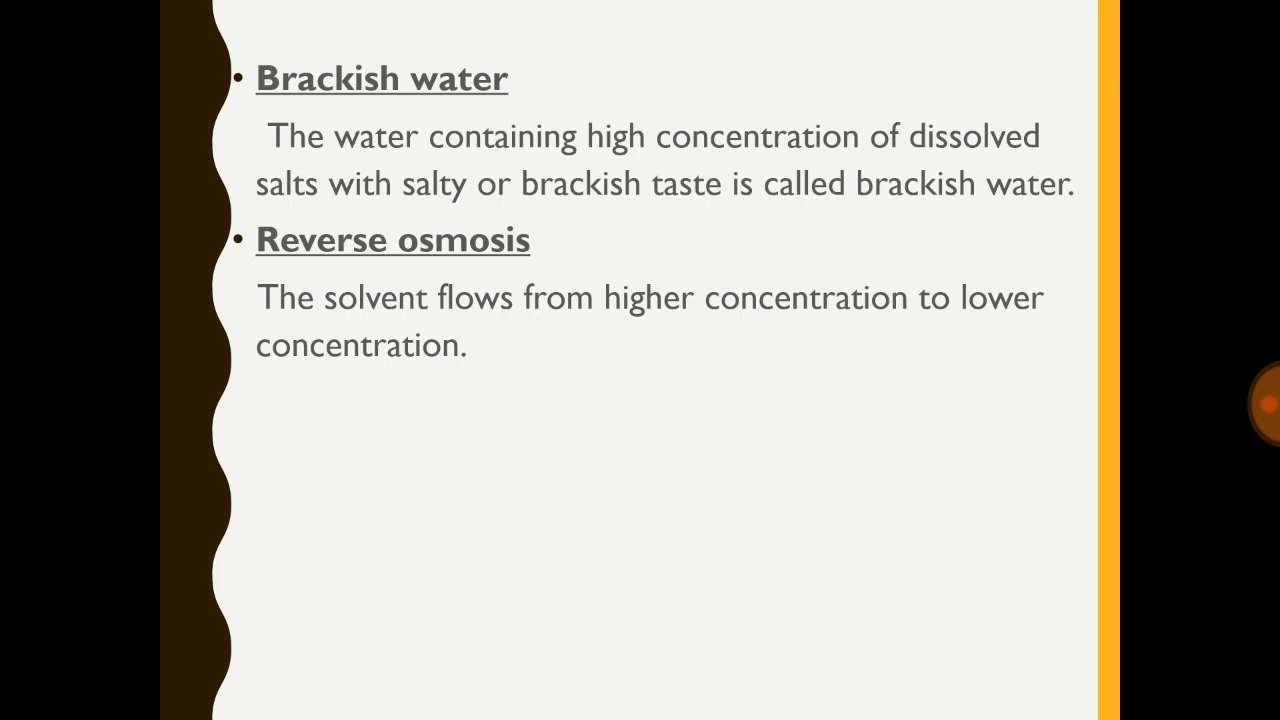 • Brackish water
The water containing high concentration of dissolved
salts with salty or brackish taste is called brackish water.
• Reverse osmosis
The solvent flows from higher concentration to lower
concentration.